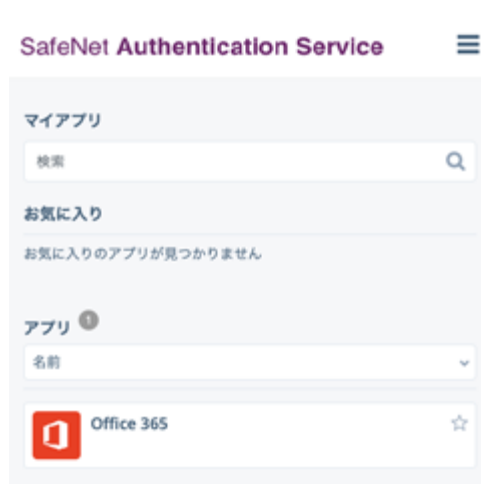 SafeNet Authentication Service
マイアプリ
検索
お気に入り
お気に入りのアプリが見つかりません
アプリ 1
名前
Office 365